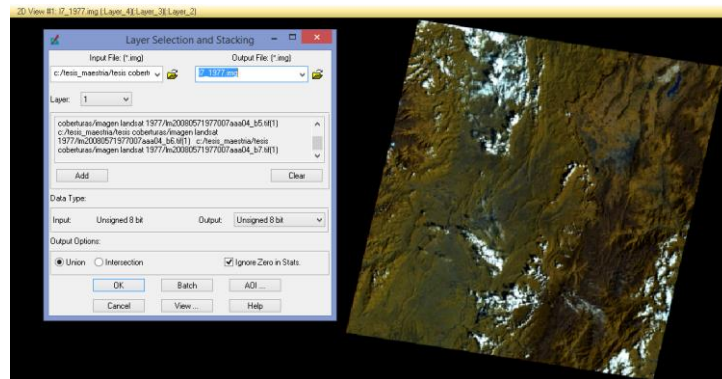 2D View #1: l7_1977.img (:Layer_4)(:Layer_3)(:Layer_2)
Layer Selection and Stacking
Input File: (*.img)
Output File: (*.img)
c:/tesis_maestria/tesis cobert
l7_1977.img
Layer:
1
coberturas/imagen landsat 1977/lm20080571977007aaa04_b5.tif(1)
c:/tesis_maestria/tesis coberturas/imagen landsat
1977/lm20080571977007aaa04_b6.tif(1) c:/tesis_maestria/tesis
coberturas/imagen landsat 1977/lm20080571977007aaa04_b7.tif(1)
Add
Clear
Data Type:
Input:
Unsigned 8 bit
Output:
Unsigned 8 bit
Output Options:
Union
Intersection
Ignore Zero in Stats.
OK
Batch
AOI ...
Cancel
View ...
Help